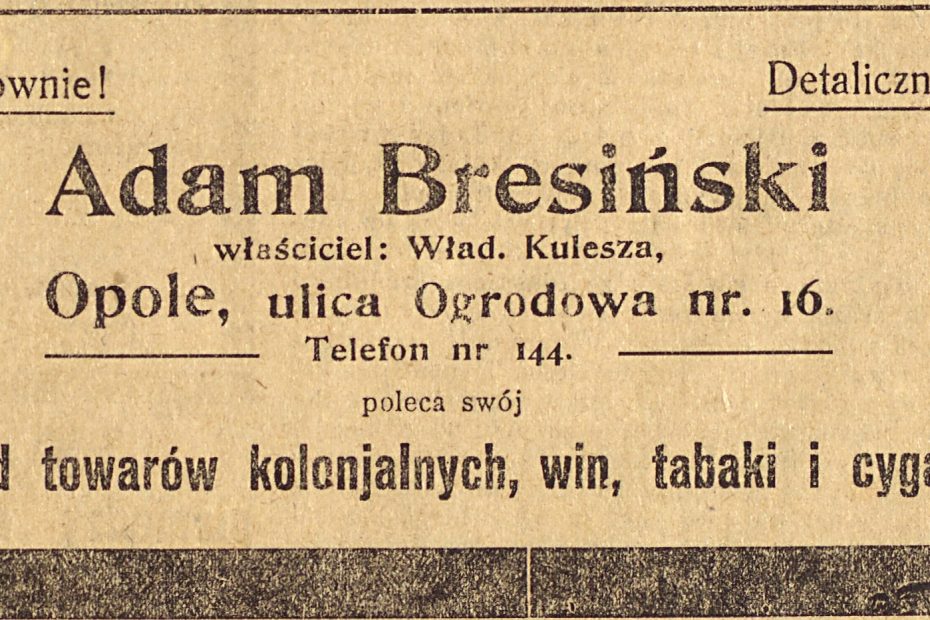 ownie! Detaliczn
Adam Bresiński
właściciel: Wład. Kulesza,
Opole, ulica Ogrodowa nr. 16.
Telefon nr 144.
poleca swój
d towarów kolonjalnych, win, tabaki i cyga